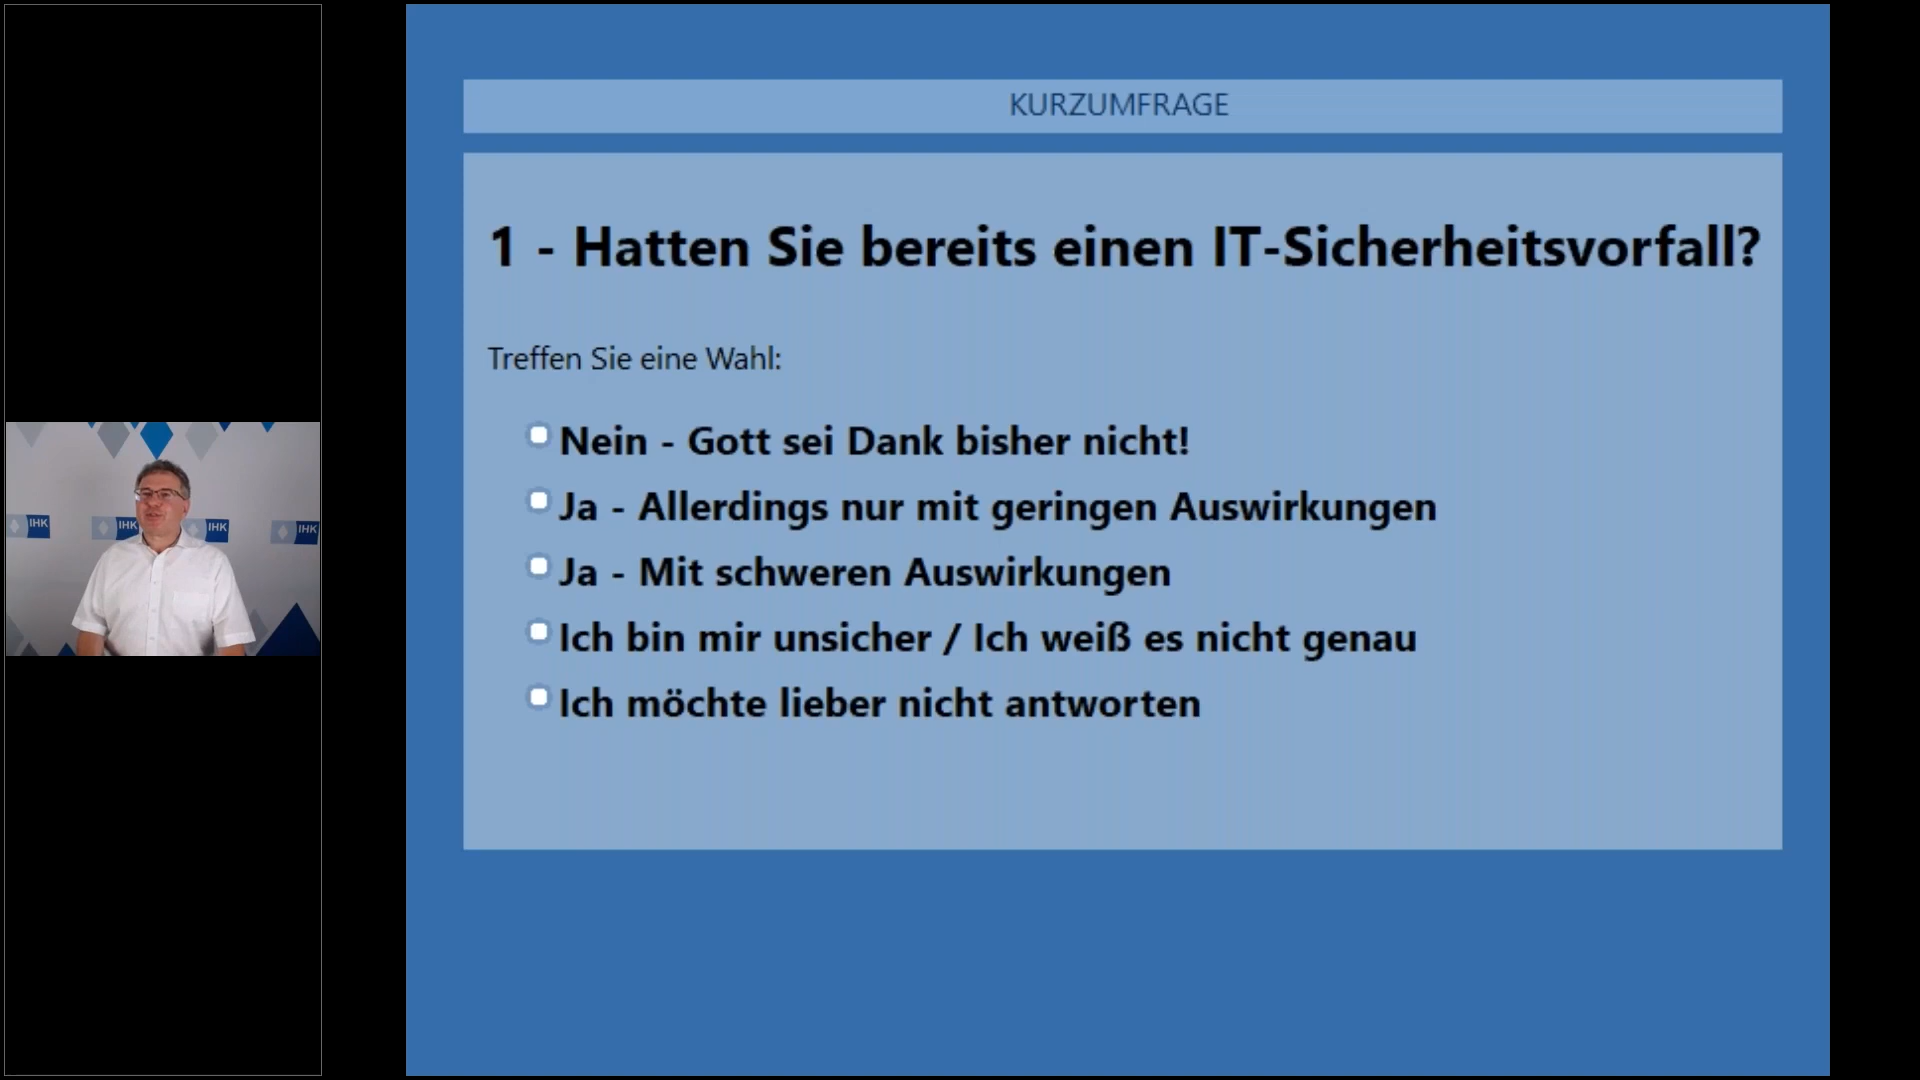 KURZUMFRAGE
1 - Hatten Sie bereits einen IT-Sicherheitsvorfall?
Treffen Sie eine Wahl:
Nein - Gott sei Dank bisher nicht!
Ja - Allerdings nur mit geringen Auswirkungen
Ja - Mit schweren Auswirkungen
Ich bin mir unsicher / Ich weiß es nicht genau
Ich möchte lieber nicht antworten
IHK IHK IHK IHK